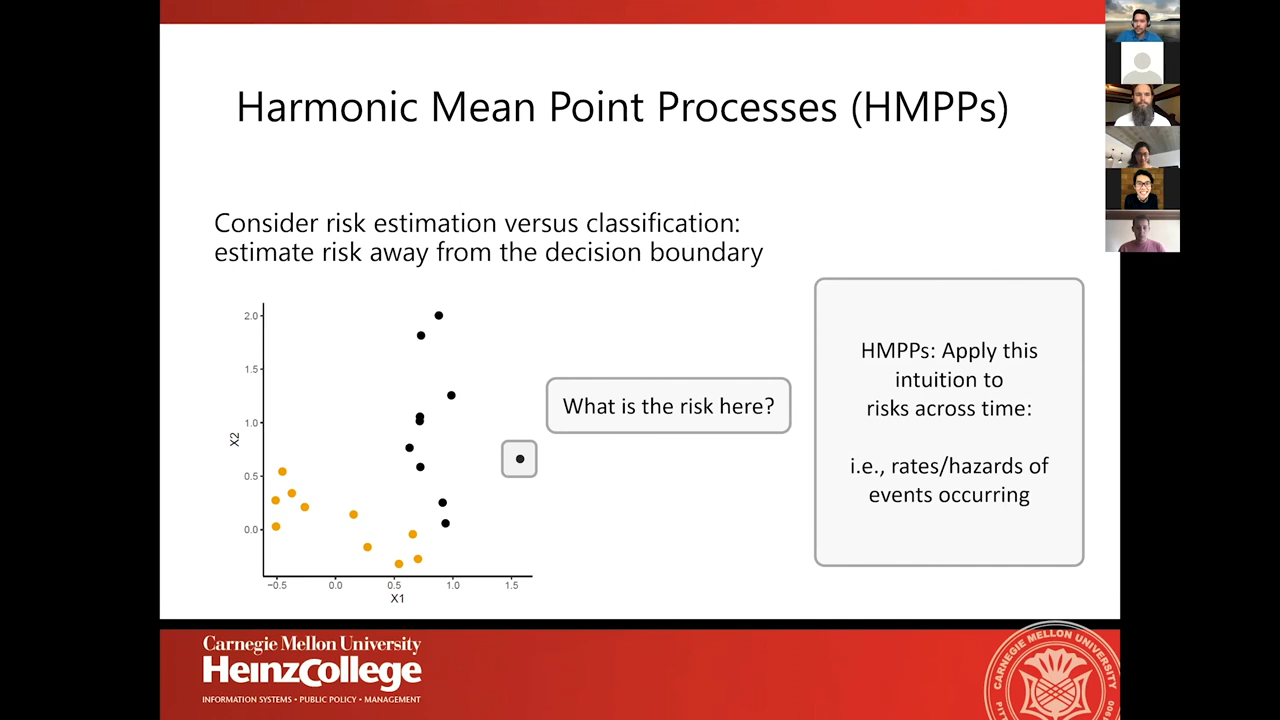 Harmonic Mean Point Processes (HMPPs)
Consider risk estimation versus classification:
estimate risk away from the decision boundary
2.0
1.5
1.0
0.5
0.0
X2
−0.5
0.0
0.5
1.0
1.5
X1
What is the risk here?
HMPPs: Apply this
intuition to
risks across time:
i.e., rates/hazards of
events occurring
Carnegie Mellon University
HeinzCollege
INFORMATION SYSTEMS • PUBLIC POLICY • MANAGEMENT
CARNEGIE MELLON UNIVERSITY